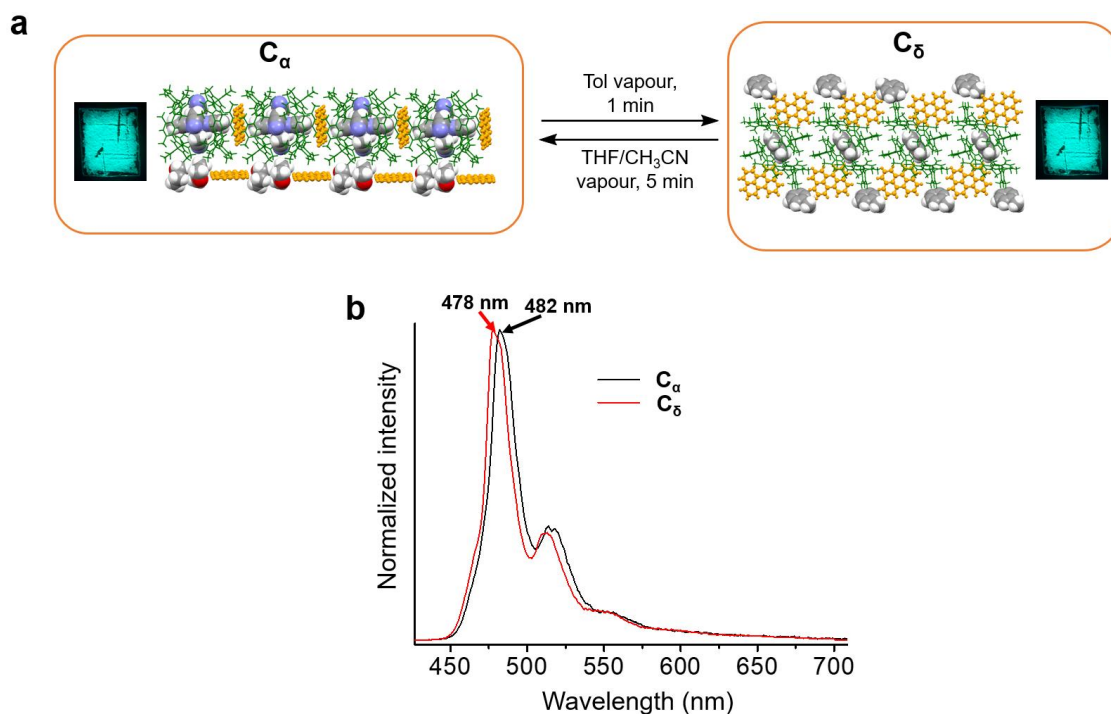 a
Cα
Cδ
Tol vapour,
1 min
THF/CH₃CN
vapour, 5 min
b
478 nm
482 nm
Cα
Cδ
Normalized intensity
450 500 550 600 650 700
Wavelength (nm)